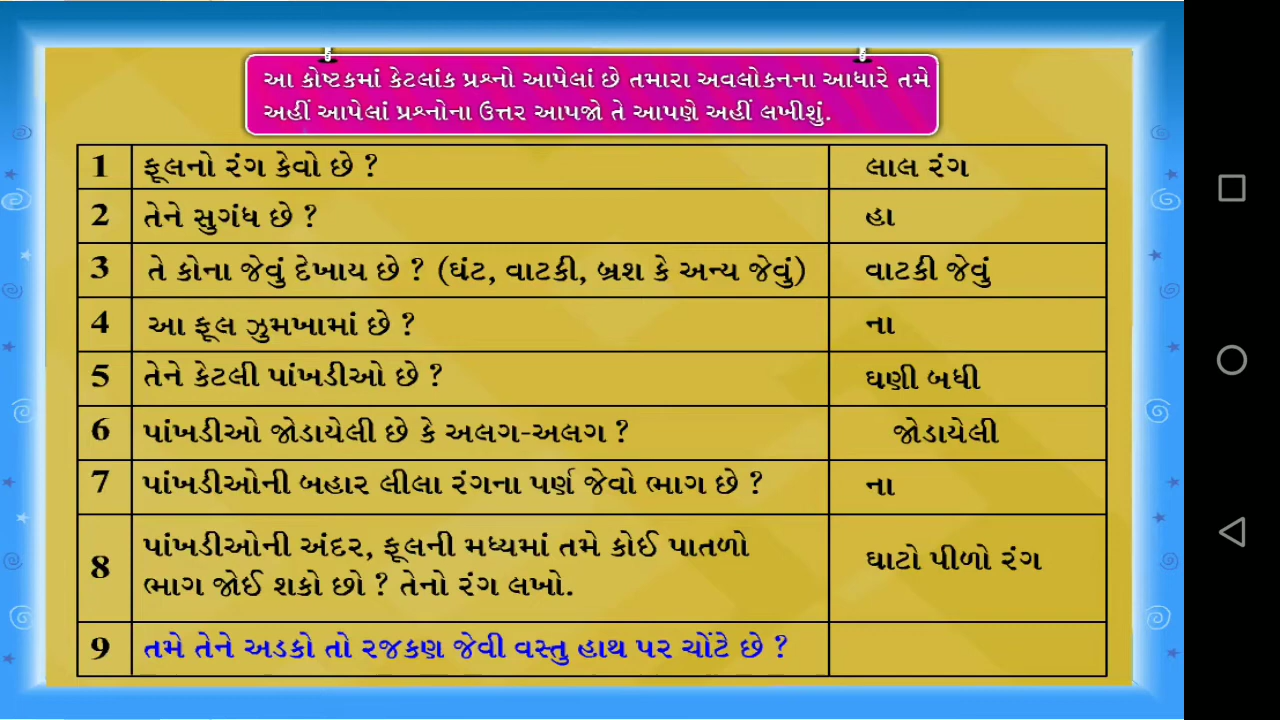 આ કોષ્ટકમાં કેટલાંક પ્રશ્નો આપેલાં છે તમારા અવલોકનના આધારે તમે
અહીં આપેલાં પ્રશ્નોના ઉત્તર આપજો તે આપણે અહીં લખીશું.
1 ફૂલનો રંગ કેવો છે ? લાલ રંગ
2 તેને સુગંધ છે ? હા
3 તે કોના જેવું દેખાય છે ? (ઘંટ, વાટકી, બ્રશ કે અન્ય જેવું) વાટકી જેવું
4 આ ફૂલ ઝુમખામાં છે ? ના
5 તેને કેટલી પાંખડીઓ છે ? ઘણી બધી
6 પાંખડીઓ જોડાયેલી છે કે અલગ-અલગ ? જોડાયેલી
7 પાંખડીઓની બહાર લીલા રંગના પર્ણ જેવો ભાગ છે ? ના
8 પાંખડીઓની અંદર, ફૂલની મધ્યમાં તમે કોઈ પાતળો
ભાગ જોઈ શકો છો ? તેનો રંગ લખો. ઘાટો પીળો રંગ
9 તમે તેને અડકો તો રજકણ જેવી વસ્તુ હાથ પર ચોંટે છે ?